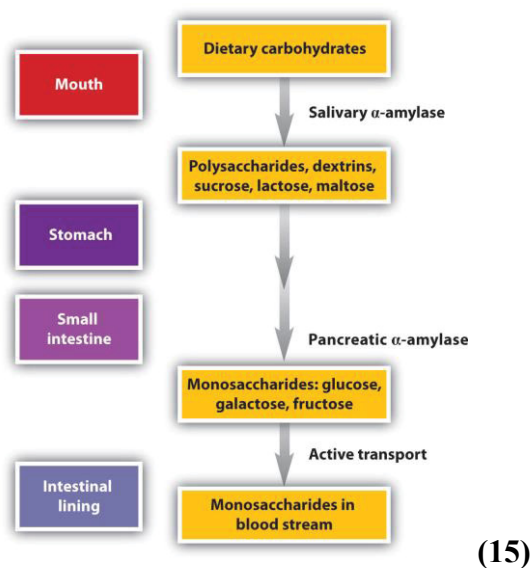 Dietary carbohydrates
Mouth
Salivary α-amylase
Polysaccharides, dextrins,
sucrose, lactose, maltose
Stomach
Small
intestine
Pancreatic α-amylase
Monosaccharides: glucose,
galactose, fructose
Active transport
Intestinal
lining
Monosaccharides in
blood stream
(15)